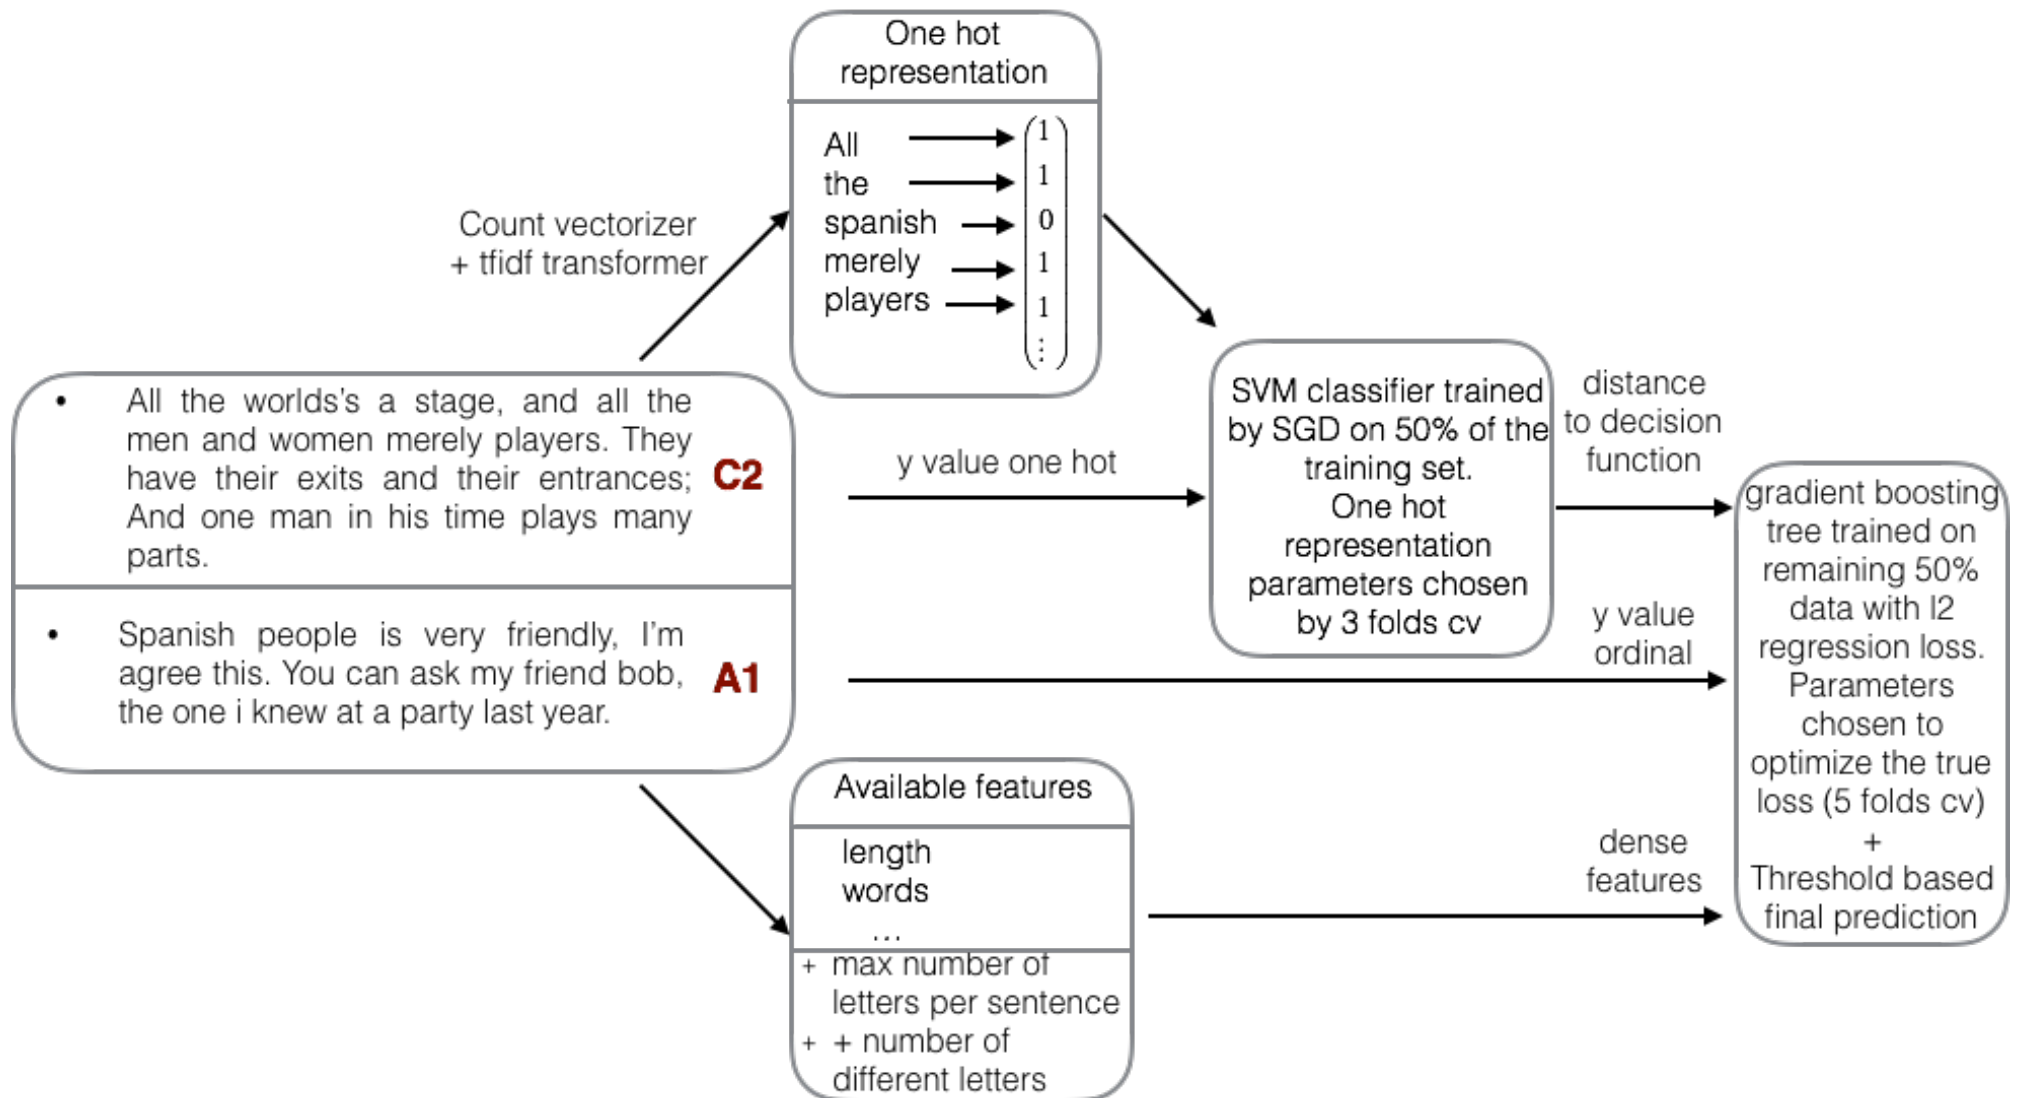 One hot
representation
All
the
spanish
merely
players
1
1
0
1
1
⋮
Count vectorizer
+ tfidf transformer
• All the worlds's a stage, and all the
men and women merely players. They
have their exits and their entrances;
And one man in his time plays many
parts.
C2
• Spanish people is very friendly, I'm
agree this. You can ask my friend bob,
the one i knew at a party last year.
A1
y value one hot
SVM classifier trained
by SGD on 50% of the
training set.
One hot
representation
parameters chosen
by 3 folds cv
distance
to decision
function
y value
ordinal
Available features
length
words
...
+ max number of
letters per sentence
+ + number of
different letters
dense
features
gradient boosting
tree trained on
remaining 50%
data with l2
regression loss.
Parameters
chosen to
optimize the true
loss (5 folds cv)
+
Threshold based
final prediction